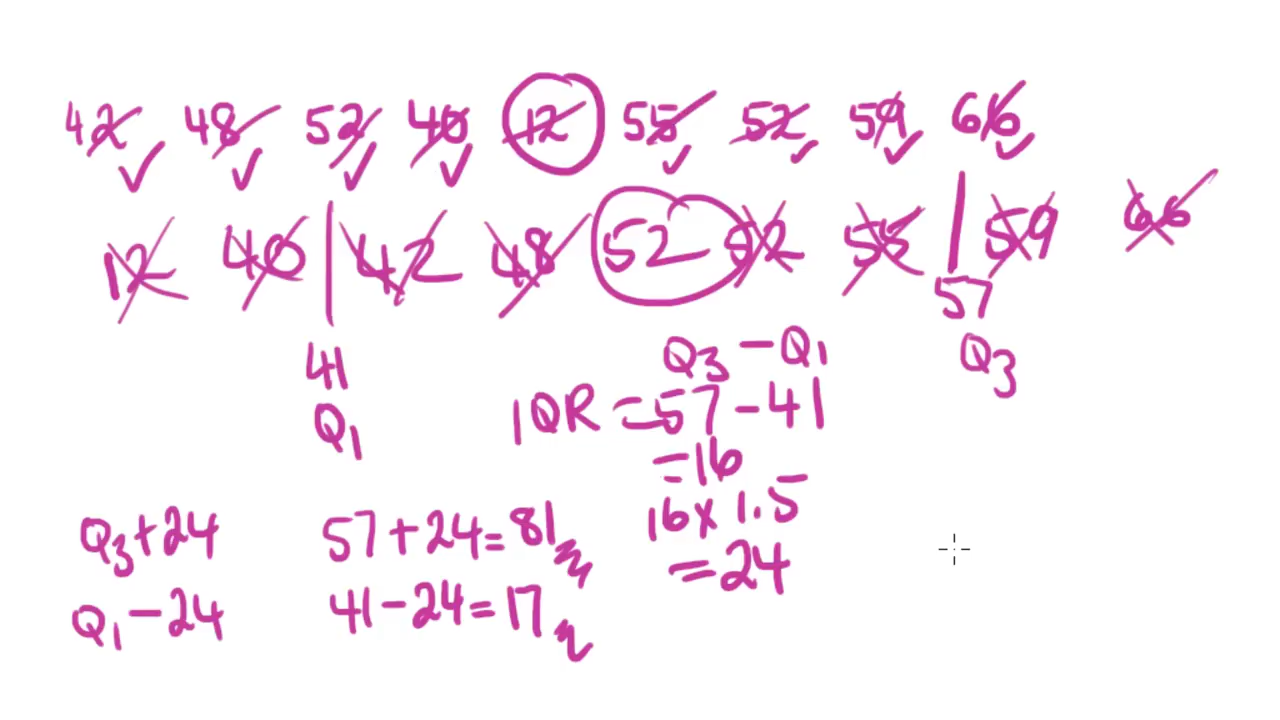 42 48 52 40 12 55 52 59 66
12 40 42 48 52 52 55 59 66
57
41 Q3 - Q1 Q3
Q1 IQR = 57 - 41
= 16
16 x 1.5
Q3 + 24 57 + 24 = 81
= 24
Q1 - 24 41 - 24 = 17